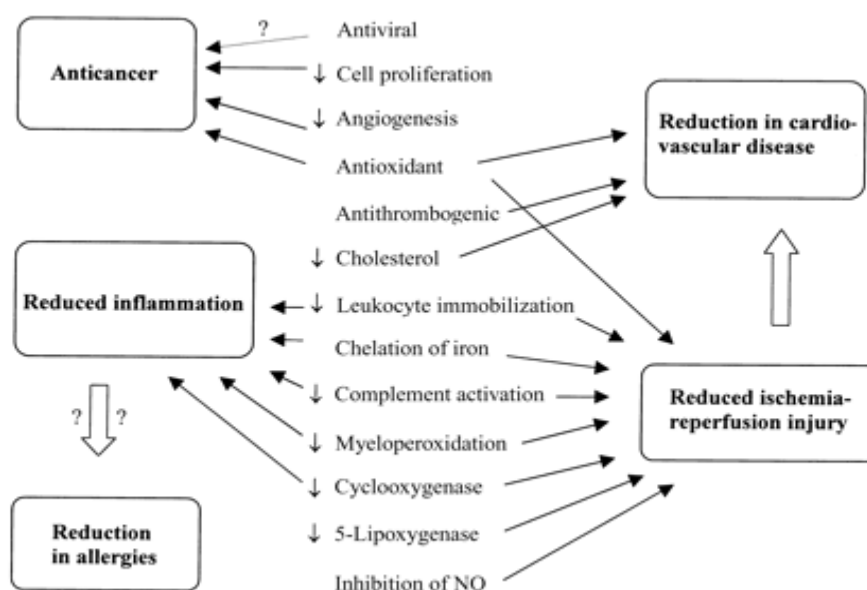 ?
Antiviral
Anticancer
↓ Cell proliferation
↓ Angiogenesis
Reduction in cardio-
vascular disease
Antioxidant
Antithrombogenic
↓ Cholesterol
Reduced inflammation
↓ Leukocyte immobilization
Chelation of iron
↓ Complement activation
Reduced ischemia-
reperfusion injury
? ?
↓ Myeloperoxidation
↓ Cyclooxygenase
Reduction
in allergies
↓ 5-Lipoxygenase
Inhibition of NO